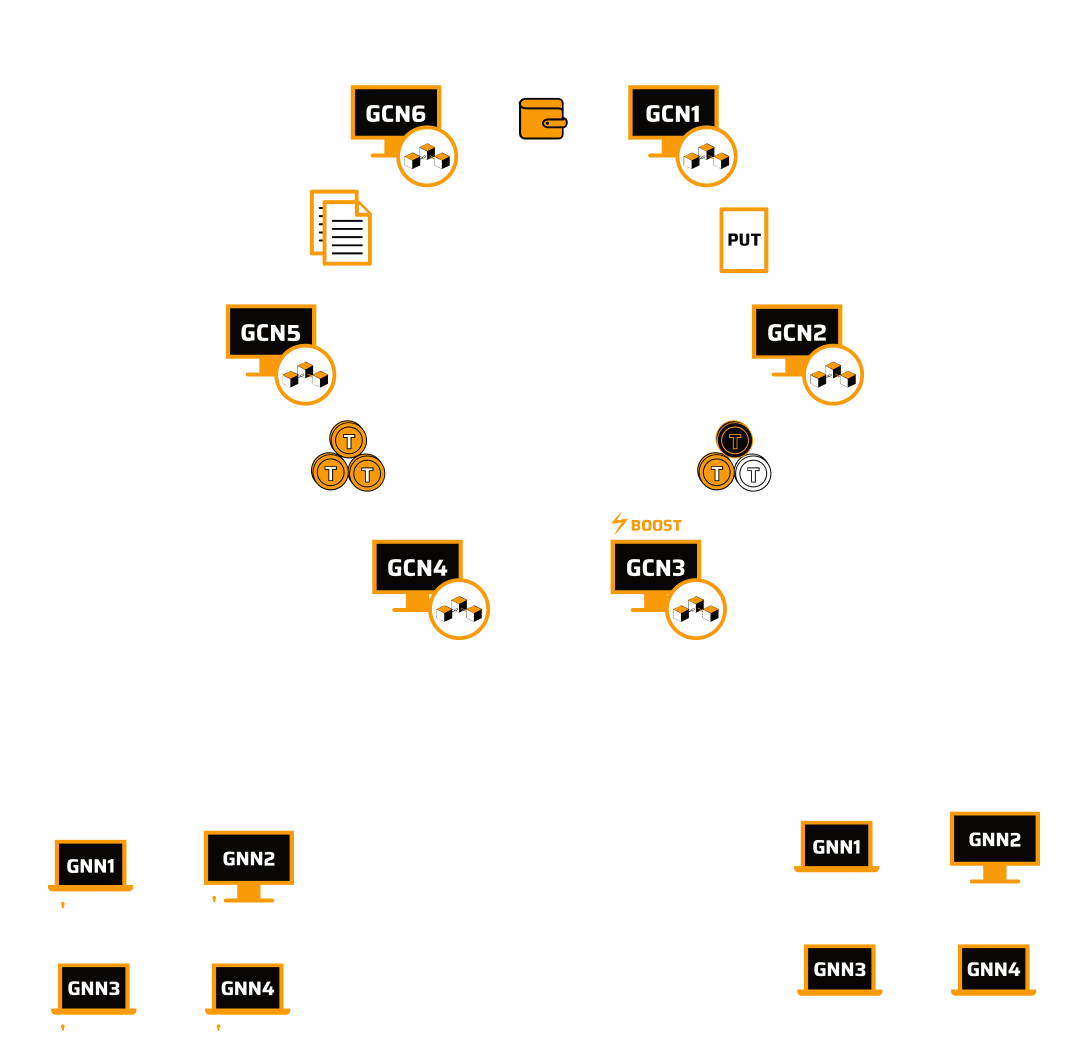 GCN6
GCN1
PUT
GCN5
GCN2
T
T
T T
T T
BOOST
GCN4
GCN3
GNN1
GNN2
GNN1
GNN2
GNN3
GNN4
GNN3
GNN4